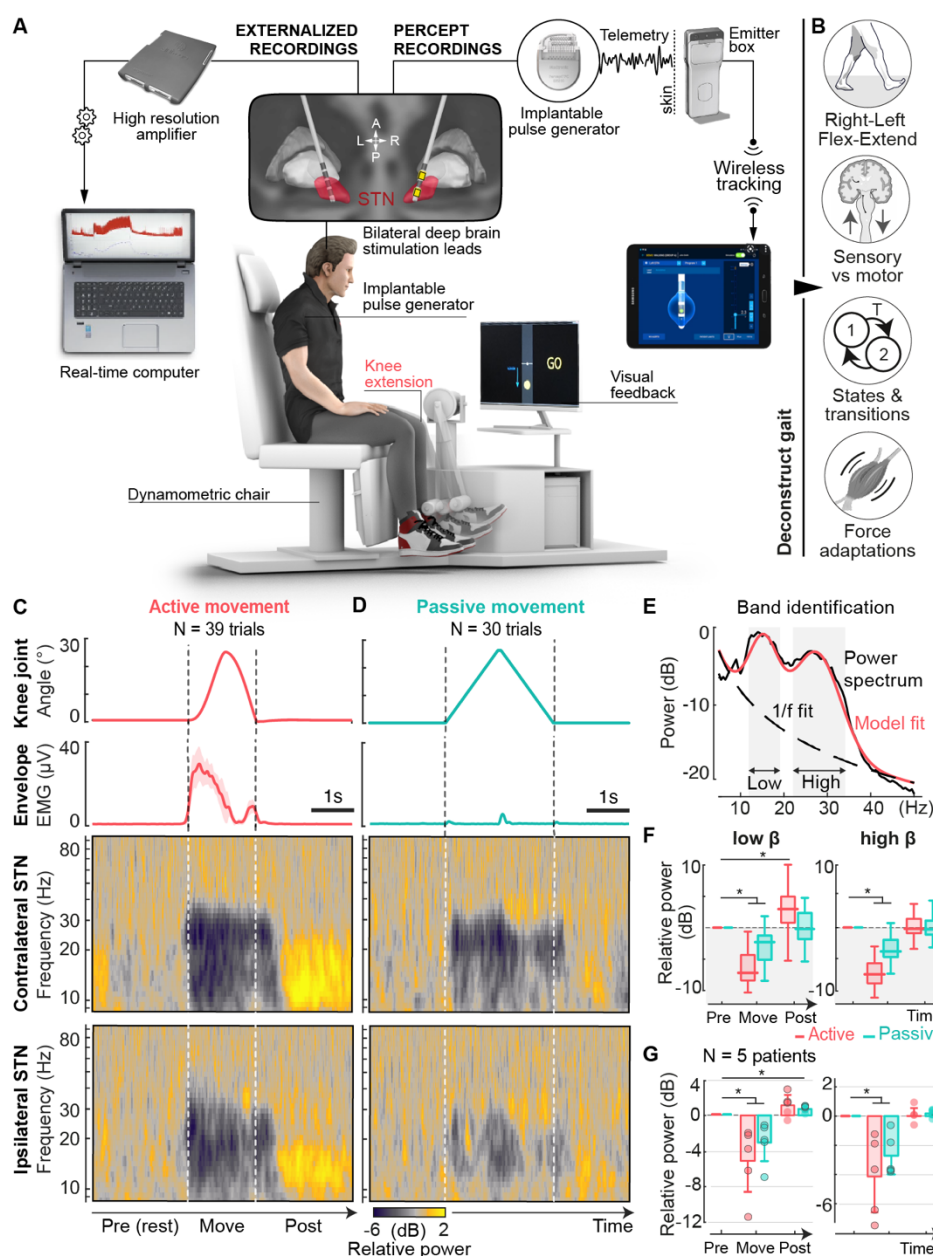 A
EXTERNALIZED RECORDINGS
PERCEPT RECORDINGS
Telemetry
Emitter box
skin
High resolution amplifier
Implantable pulse generator
A
L R
P
STN
Wireless tracking
Bilateral deep brain stimulation leads
Implantable pulse generator
Real-time computer
Knee extension
GO
Visual feedback
Dynamometric chair
B
Right-Left Flex-Extend
Sensory vs motor
1
T
2
States & transitions
Force adaptations
Deconstruct gait
C
Active movement
N = 39 trials
Knee joint
Angle (°)
30
0
Envelope
EMG (µV)
40
0
1s
Contralateral STN
Frequency (Hz)
80
30
20
10
Ipsilateral STN
Frequency (Hz)
80
30
20
10
Pre (rest) Move Post
D
Passive movement
N = 30 trials
1s
-6 (dB) 2
Relative power
Time
E
Band identification
Power (dB)
0
-10
-20
Power spectrum
Model fit
1/f fit
Low High
10 20 30 40 (Hz)
F
low β
high β
Relative power (dB)
10
-10
*
*
Pre Move Post
10
-10
*
Time
Active
Passive
G
N = 5 patients
Relative power (dB)
4
0
-4
-8
-12
*
*
Pre Move Post
2
0
-6
*
Time